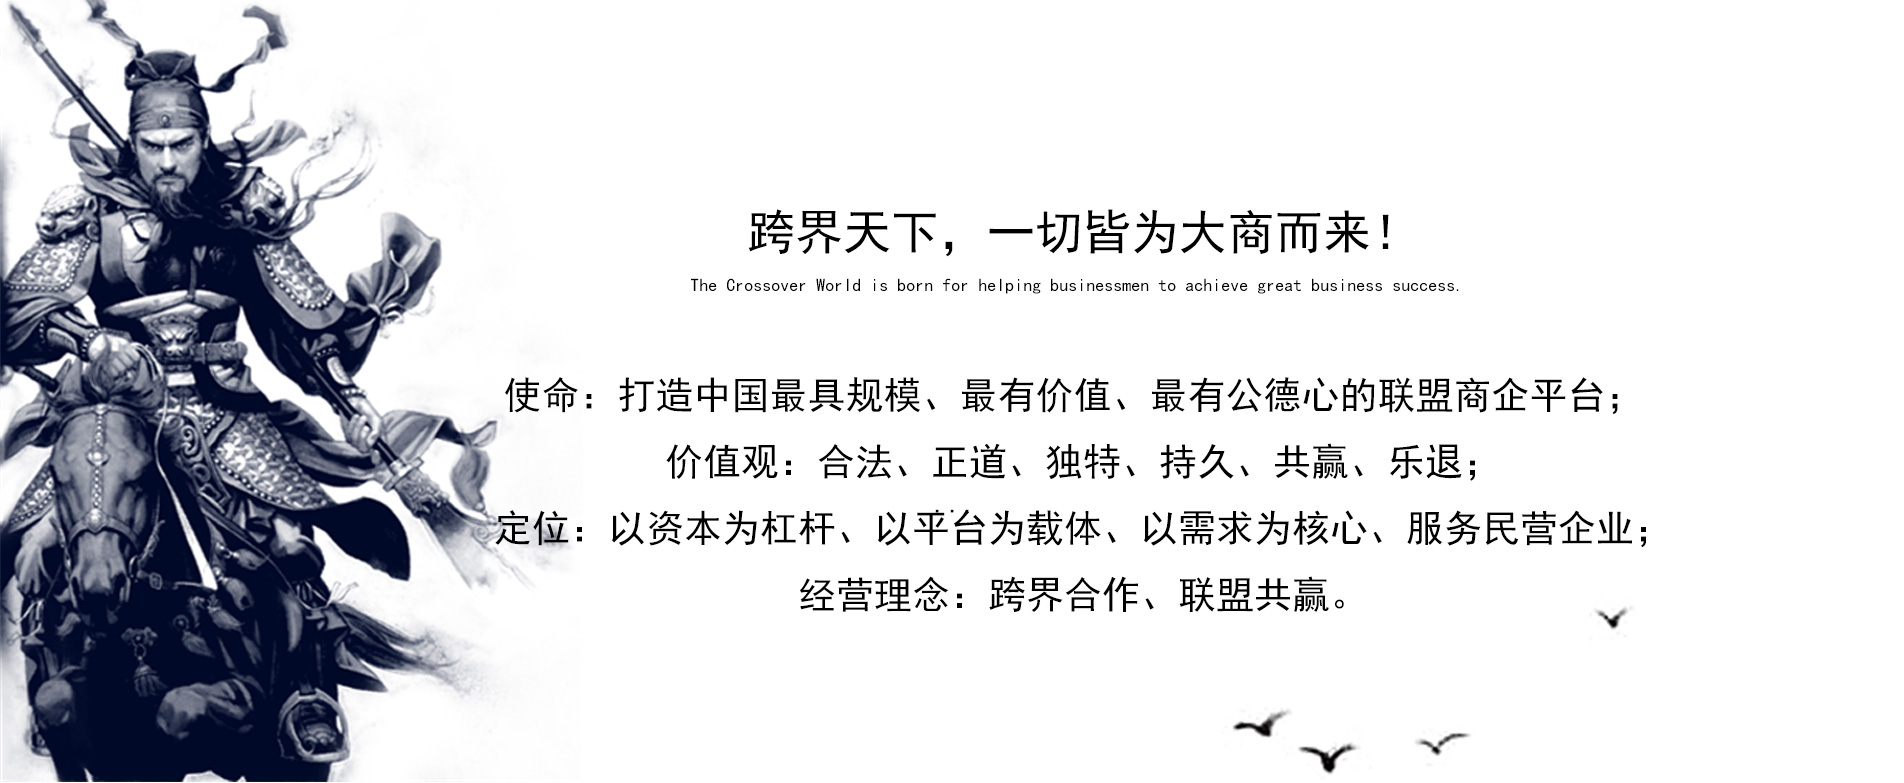 跨界天下，一切皆为大商而来！
The Crossover World is born for helping businessmen to achieve great business success.
使命：打造中国最具规模、最有价值、最有公德心的联盟商企平台；
价值观：合法、正道、独特、持久、共赢、乐退；
定位：以资本为杠杆、以平台为载体、以需求为核心、服务民营企业；
经营理念：跨界合作、联盟共赢。